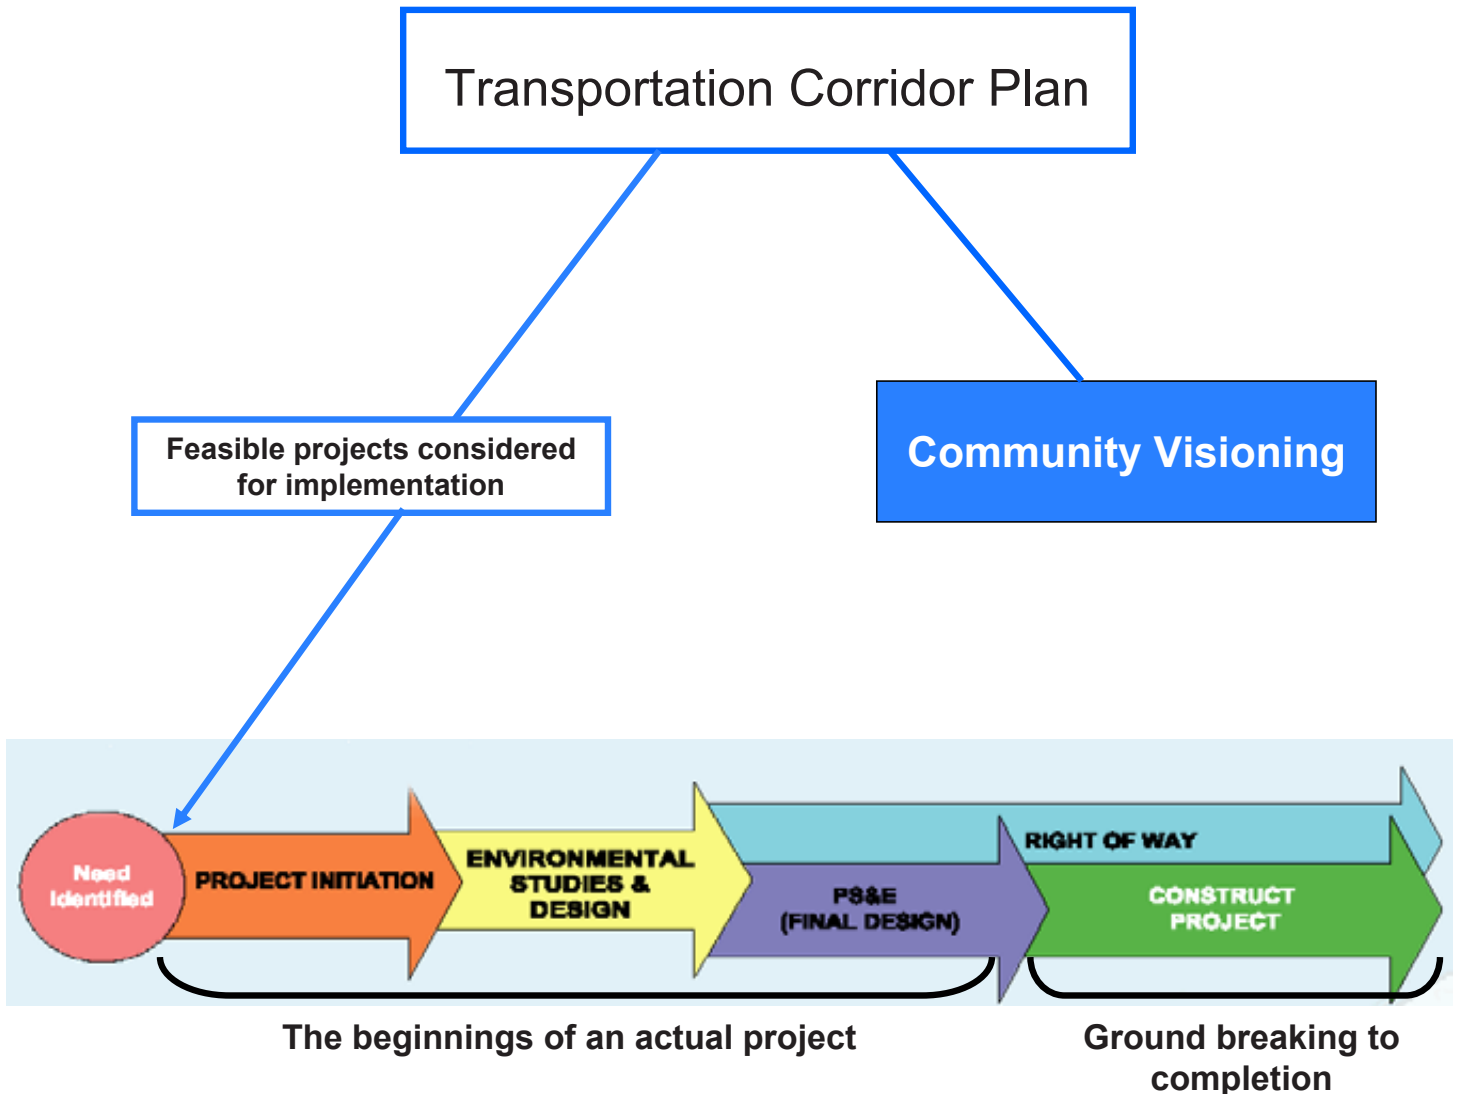 Transportation Corridor Plan
Feasible projects considered
for implementation
Community Visioning
Need
Identified
PROJECT INITIATION
ENVIRONMENTAL
STUDIES &
DESIGN
RIGHT OF WAY
PS&E
(FINAL DESIGN)
CONSTRUCT
PROJECT
The beginnings of an actual project
Ground breaking to
completion